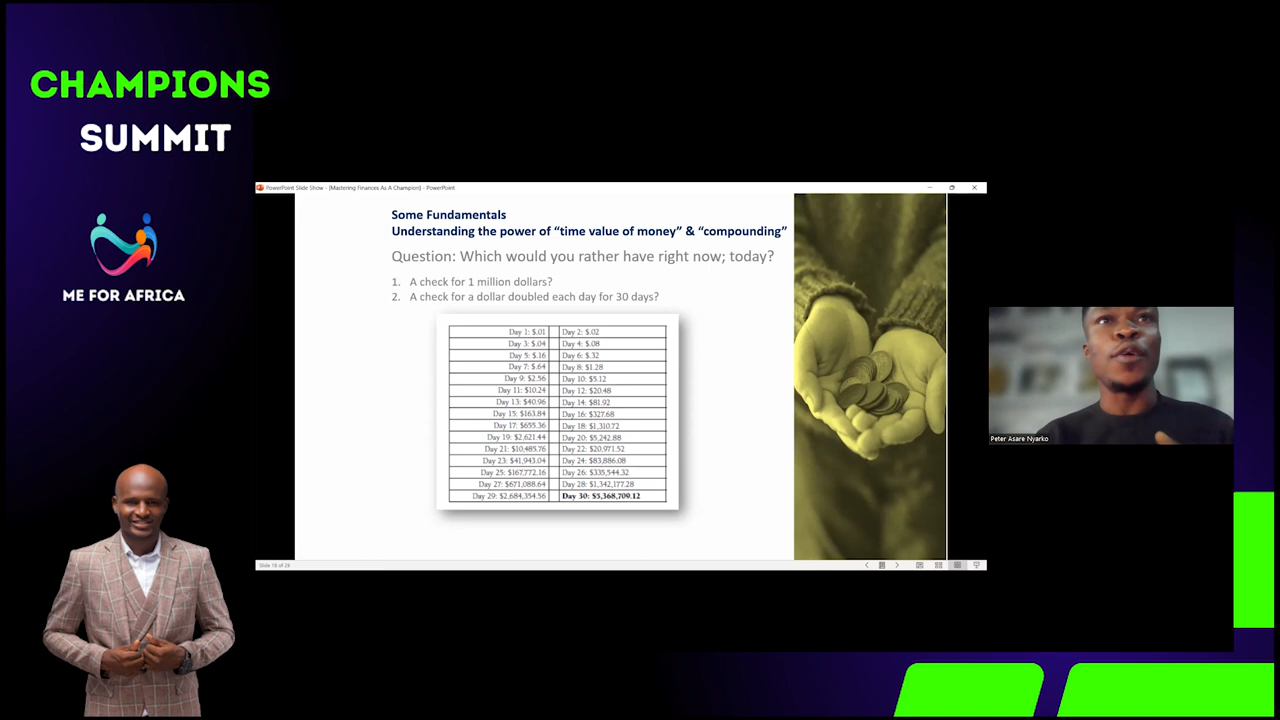 CHAMPIONS
SUMMIT
ME FOR AFRICA
PowerPoint Slide Show - [Mastering Finances As A Champion] - PowerPoint
Some Fundamentals
Understanding the power of “time value of money” & “compounding”
Question: Which would you rather have right now; today?
1. A check for 1 million dollars?
2. A check for a dollar doubled each day for 30 days?
Day 1: $.01 Day 2: $.02
Day 3: $.04 Day 4: $.08
Day 5: $.16 Day 6: $.32
Day 7: $.64 Day 8: $1.28
Day 9: $2.56 Day 10: $5.12
Day 11: $10.24 Day 12: $20.48
Day 13: $40.96 Day 14: $81.92
Day 15: $163.84 Day 16: $327.68
Day 17: $655.36 Day 18: $1,310.72
Day 19: $2,621.44 Day 20: $5,242.88
Day 21: $10,485.76 Day 22: $20,971.52
Day 23: $41,943.04 Day 24: $83,886.08
Day 25: $167,772.16 Day 26: $335,544.32
Day 27: $671,088.64 Day 28: $1,342,177.28
Day 29: $2,684,354.56 Day 30: $5,368,709.12
Peter Asare Nyarko